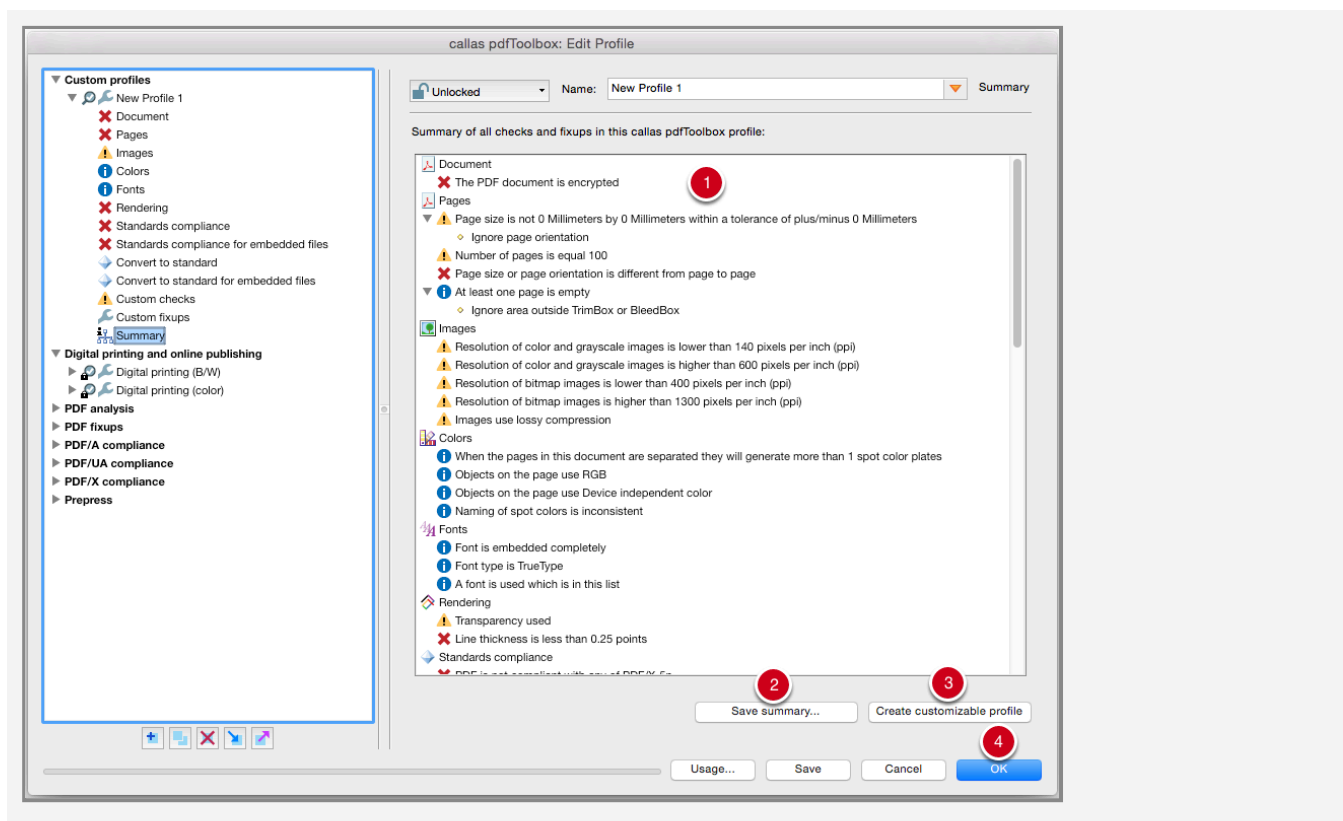 callas pdfToolbox: Edit Profile
Custom profiles
New Profile 1
Document
Pages
Images
Colors
Fonts
Rendering
Standards compliance
Standards compliance for embedded files
Convert to standard
Convert to standard for embedded files
Custom checks
Custom fixups
Summary
Digital printing and online publishing
Digital printing (B/W)
Digital printing (color)
PDF analysis
PDF fixups
PDF/A compliance
PDF/UA compliance
PDF/X compliance
Prepress
Unlocked
Name: New Profile 1
Summary
Summary of all checks and fixups in this callas pdfToolbox profile:
Document
The PDF document is encrypted
1
Pages
Page size is not 0 Millimeters by 0 Millimeters within a tolerance of plus/minus 0 Millimeters
Ignore page orientation
Number of pages is equal 100
Page size or page orientation is different from page to page
At least one page is empty
Ignore area outside TrimBox or BleedBox
Images
Resolution of color and grayscale images is lower than 140 pixels per inch (ppi)
Resolution of color and grayscale images is higher than 600 pixels per inch (ppi)
Resolution of bitmap images is lower than 400 pixels per inch (ppi)
Resolution of bitmap images is higher than 1300 pixels per inch (ppi)
Images use lossy compression
Colors
When the pages in this document are separated they will generate more than 1 spot color plates
Objects on the page use RGB
Objects on the page use Device independent color
Naming of spot colors is inconsistent
Fonts
Font is embedded completely
Font type is TrueType
A font is used which is in this list
Rendering
Transparency used
Line thickness is less than 0.25 points
Standards compliance
PDF is not compliant with any of PDF/X-5n
2
3
Save summary...
Create customizable profile
4
Usage...
Save
Cancel
OK